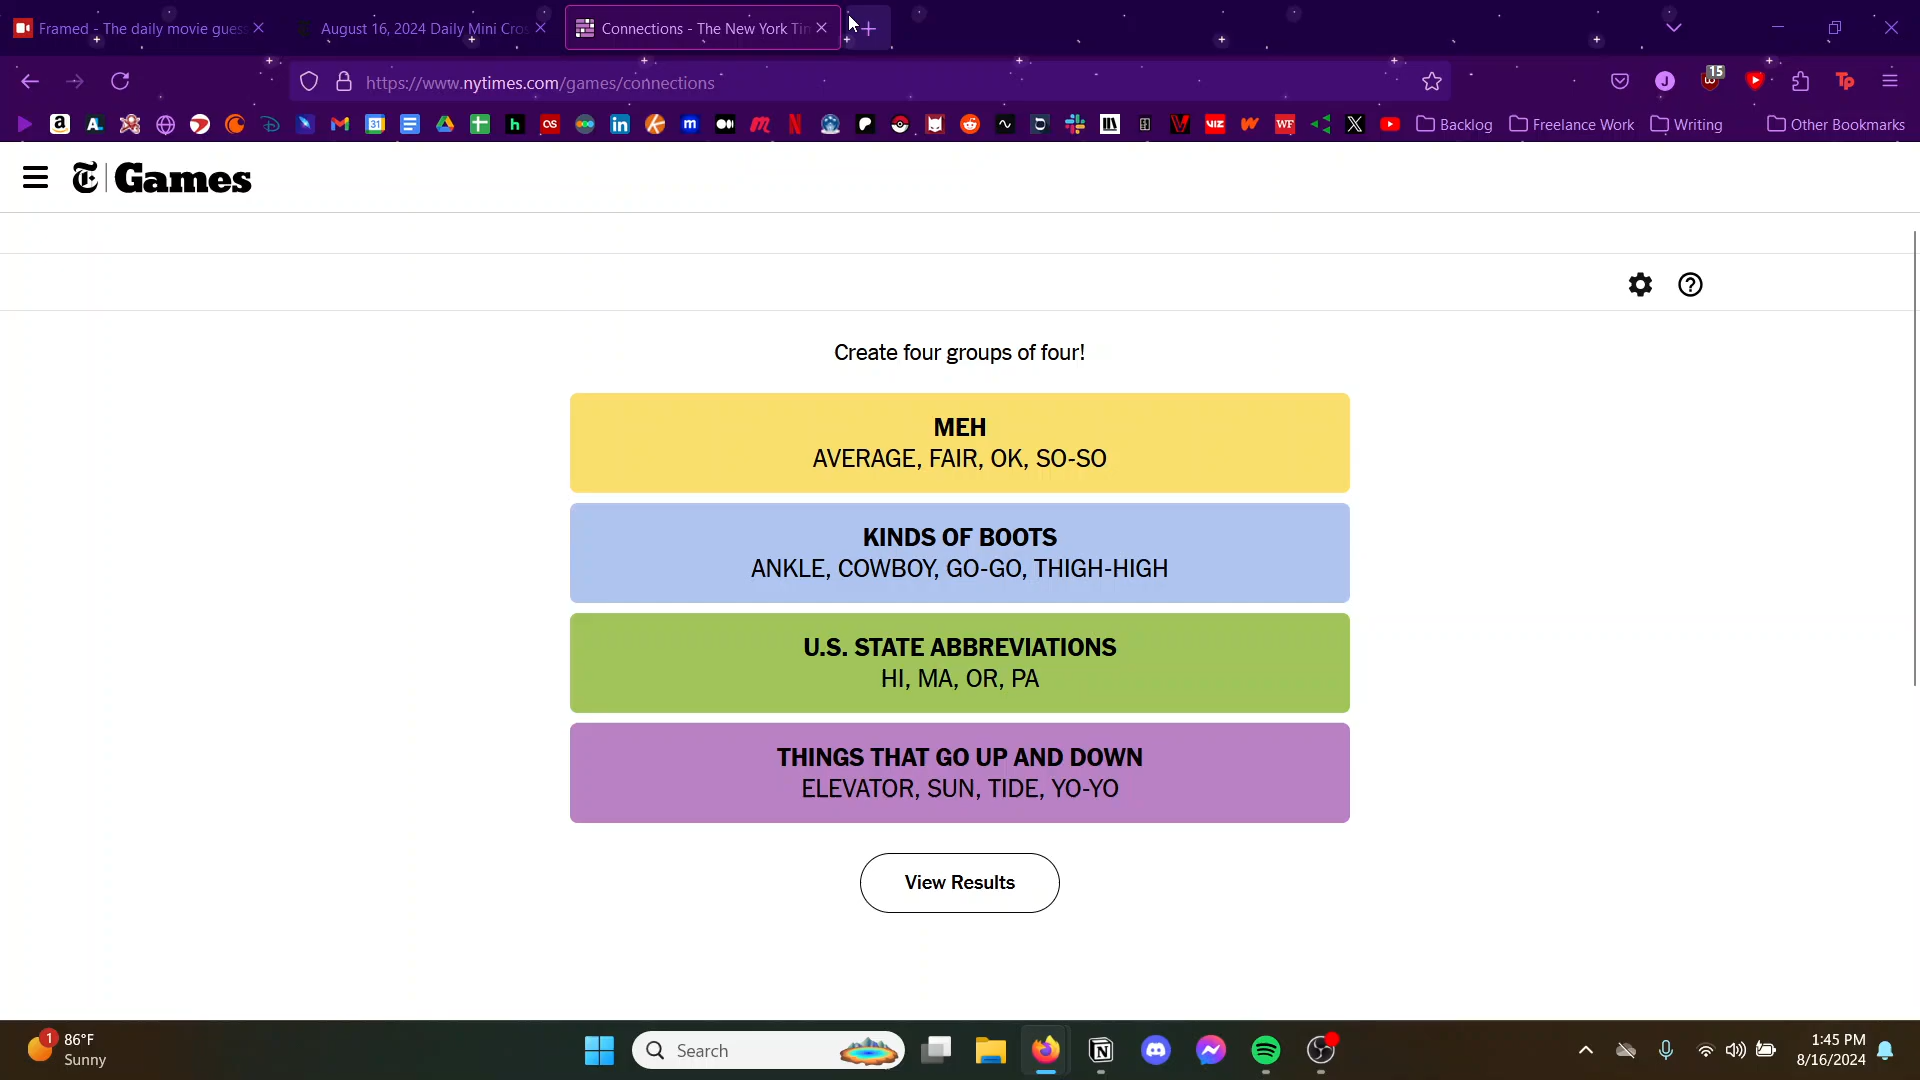 Framed - The daily movie gues
August 16, 2024 Daily Mini Cro
Connections - The New York Tim
https://www.nytimes.com/games/connections
15
J
Tp
Backlog
Freelance Work
Writing
Other Bookmarks
Games
Create four groups of four!
MEH
AVERAGE, FAIR, OK, SO-SO
KINDS OF BOOTS
ANKLE, COWBOY, GO-GO, THIGH-HIGH
U.S. STATE ABBREVIATIONS
HI, MA, OR, PA
THINGS THAT GO UP AND DOWN
ELEVATOR, SUN, TIDE, YO-YO
View Results
1
86°F
Sunny
Search
1:45 PM
8/16/2024